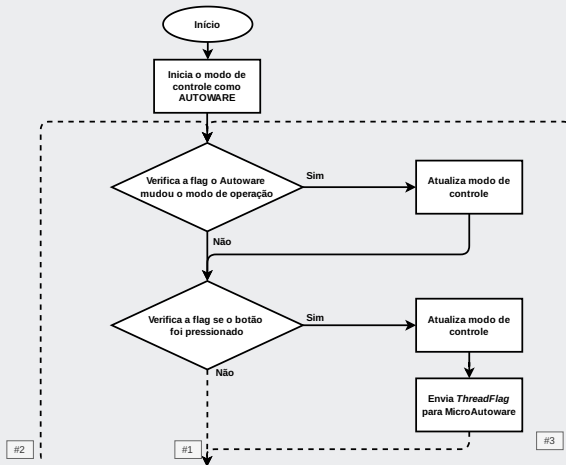 Início
Inicia o modo de
controle como
AUTOWARE
Verifica a flag o Autoware
mudou o modo de operação
Sim
Atualiza modo de
controle
Não
Verifica a flag se o botão
foi pressionado
Sim
Atualiza modo de
controle
Não
Envia ThreadFlag
para MicroAutoware
#2
#1
#3